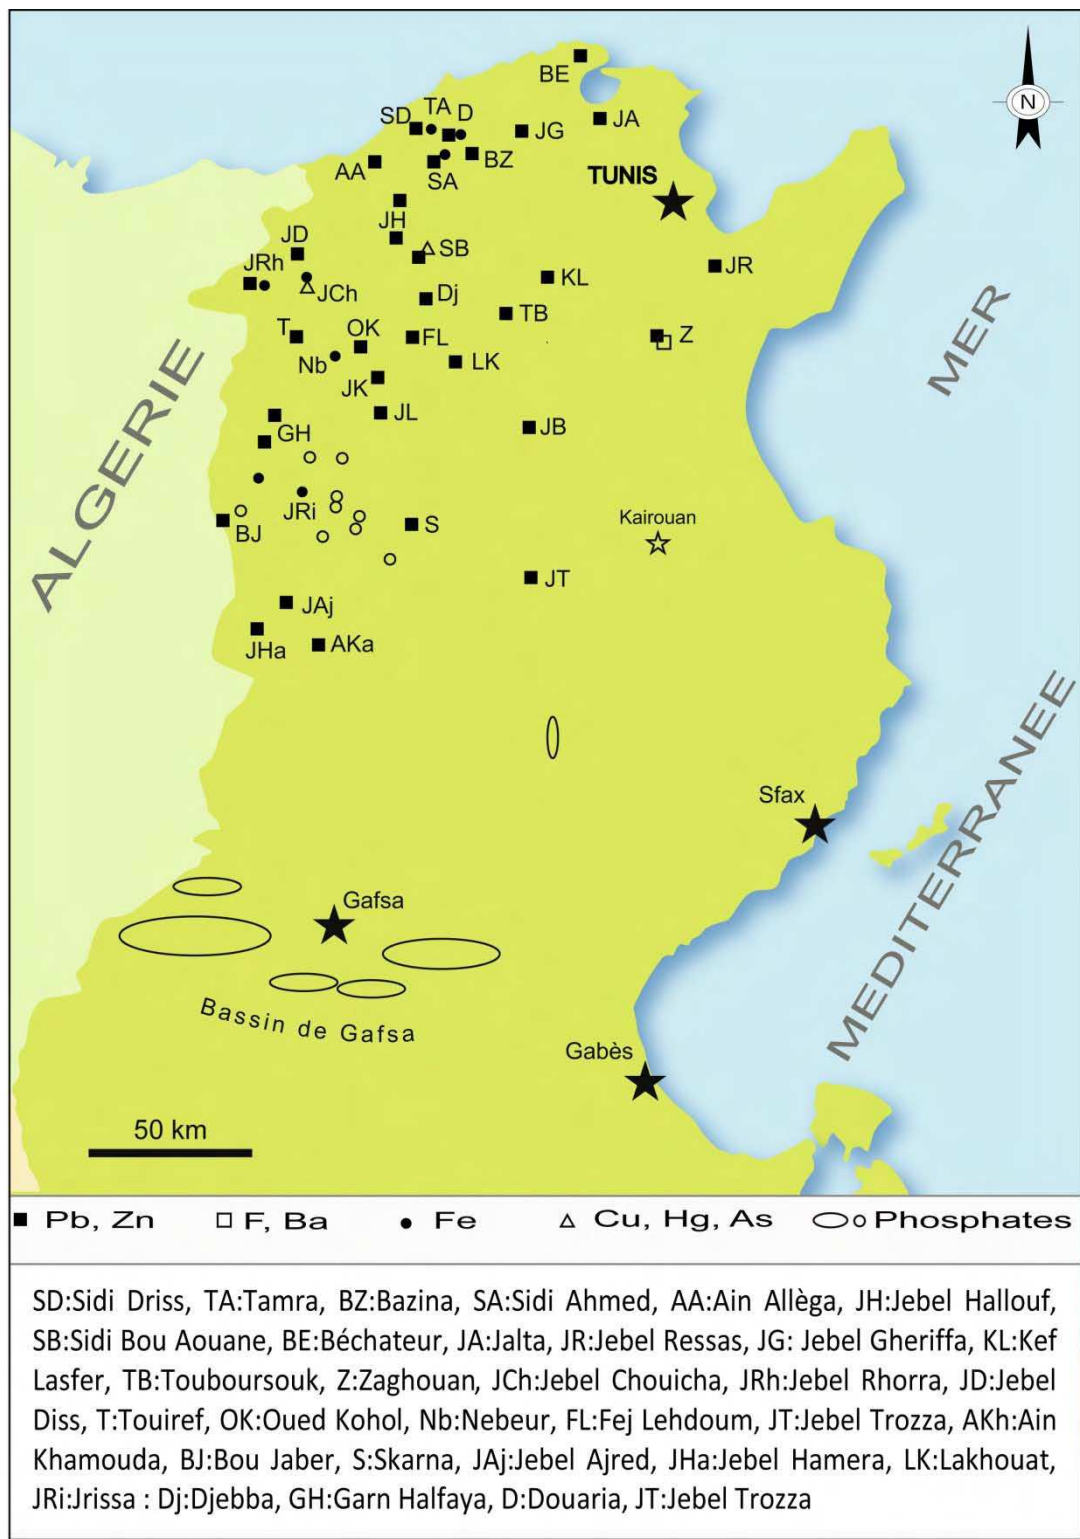 BE
N
TA
D
SD
JG
JA
BZ
AA
SA
TUNIS
JH
JD
SB
JR
JRh
KL
JCh
Dj
TB
T
OK
FL
Z
Nb
LK
JK
JL
JB
GH
MER
ALGERIE
JRi
BJ
S
Kairouan
JT
JAj
JHa
AKa
MEDITERRANEE
Sfax
Gafsa
Bassin de Gafsa
Gabès
50 km
Pb, Zn F, Ba Fe Cu, Hg, As Phosphates
SD:Sidi Driss, TA:Tamra, BZ:Bazina, SA:Sidi Ahmed, AA:Ain Allèga, JH:Jebel Hallouf,
SB:Sidi Bou Aouane, BE:Béchateur, JA:Jalta, JR:Jebel Ressas, JG: Jebel Gheriffa, KL:Kef
Lasfer, TB:Touboursouk, Z:Zaghouan, JCh:Jebel Chouicha, JRh:Jebel Rhorra, JD:Jebel
Diss, T:Touiref, OK:Oued Kohol, Nb:Nebeur, FL:Fej Lehdoum, JT:Jebel Trozza, AKh:Ain
Khamouda, BJ:Bou Jaber, S:Skarna, JAj:Jebel Ajred, JHa:Jebel Hamera, LK:Lakhouat,
JRi:Jrissa : Dj:Djebba, GH:Garn Halfaya, D:Douaria, JT:Jebel Trozza